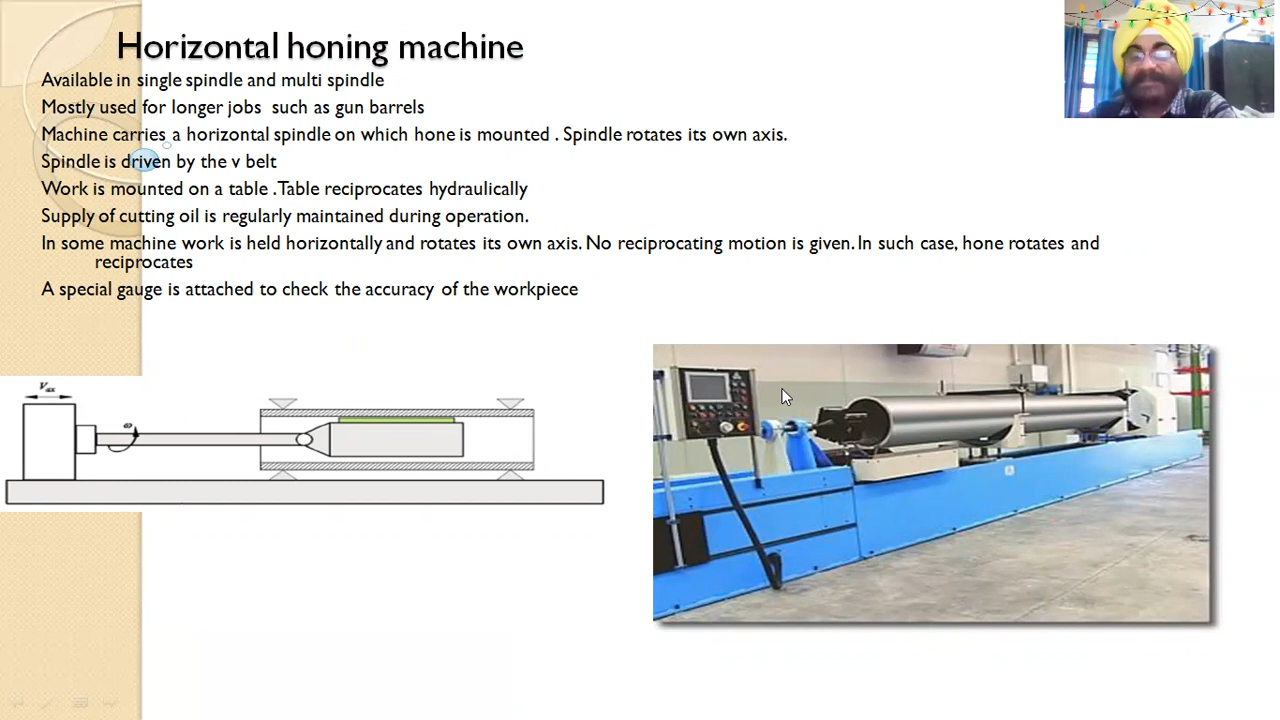 Horizontal honing machine
Available in single spindle and multi spindle
Mostly used for longer jobs such as gun barrels
Machine carries a horizontal spindle on which hone is mounted . Spindle rotates its own axis.
Spindle is driven by the v belt
Work is mounted on a table .Table reciprocates hydraulically
Supply of cutting oil is regularly maintained during operation.
In some machine work is held horizontally and rotates its own axis. No reciprocating motion is given. In such case, hone rotates and
reciprocates
A special gauge is attached to check the accuracy of the workpiece
ω